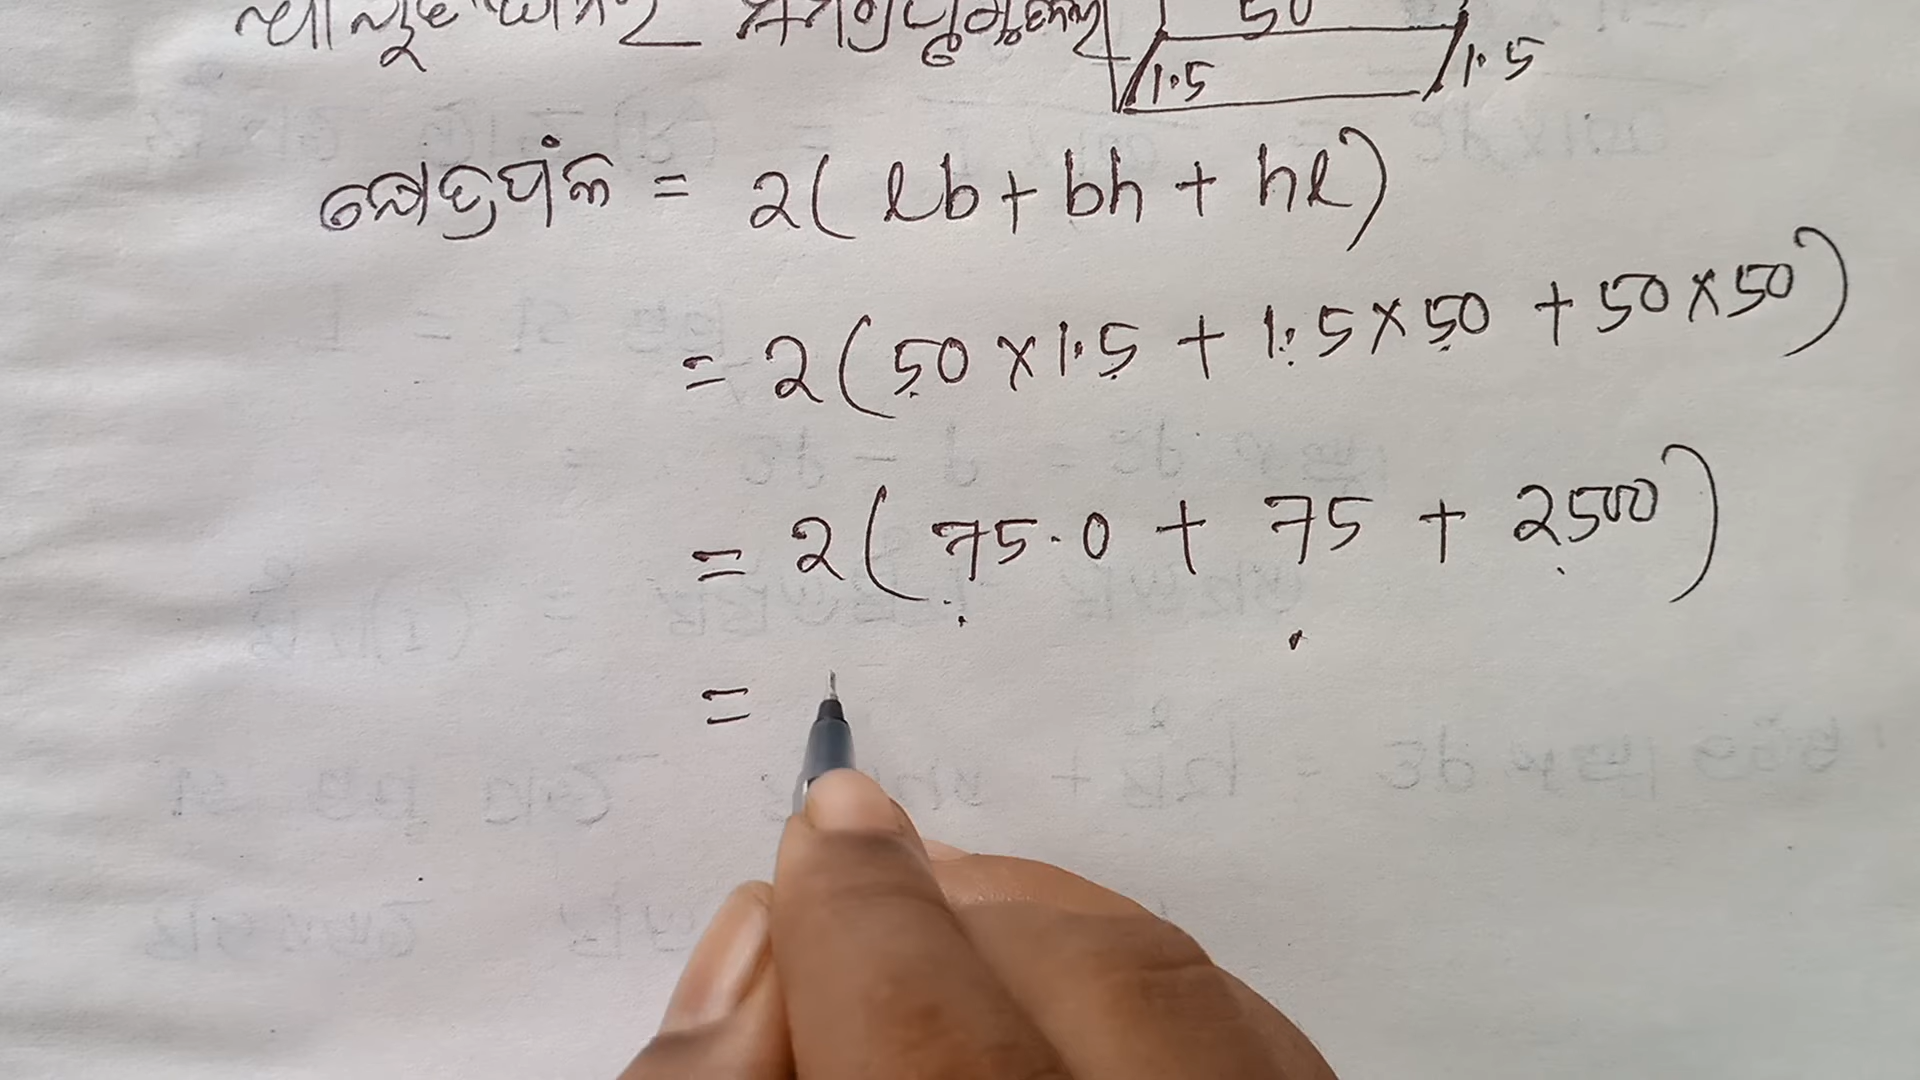 50
1.5 1.5
କ୍ଷେତ୍ରଫଳ = 2( lb + bh + hl)
= 2 ( 50 × 1.5 + 1.5 × 50 + 50 × 50 )
= 2 ( 75.0 + 75 + 2500 )
=